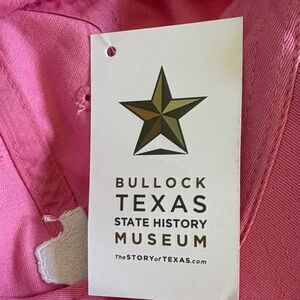 BULLOCK
TEXAS
STATE HISTORY
MUSEUM
TheSTORYofTEXAS.com